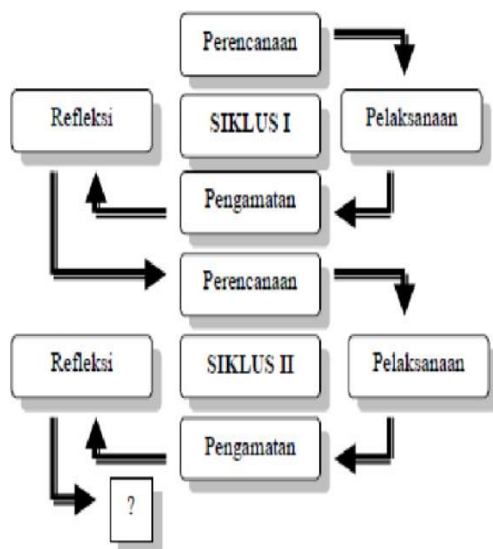 Perencanaan
Refleksi
SIKLUS I
Pelaksanaan
Pengamatan
Perencanaan
Refleksi
SIKLUS II
Pelaksanaan
Pengamatan
?